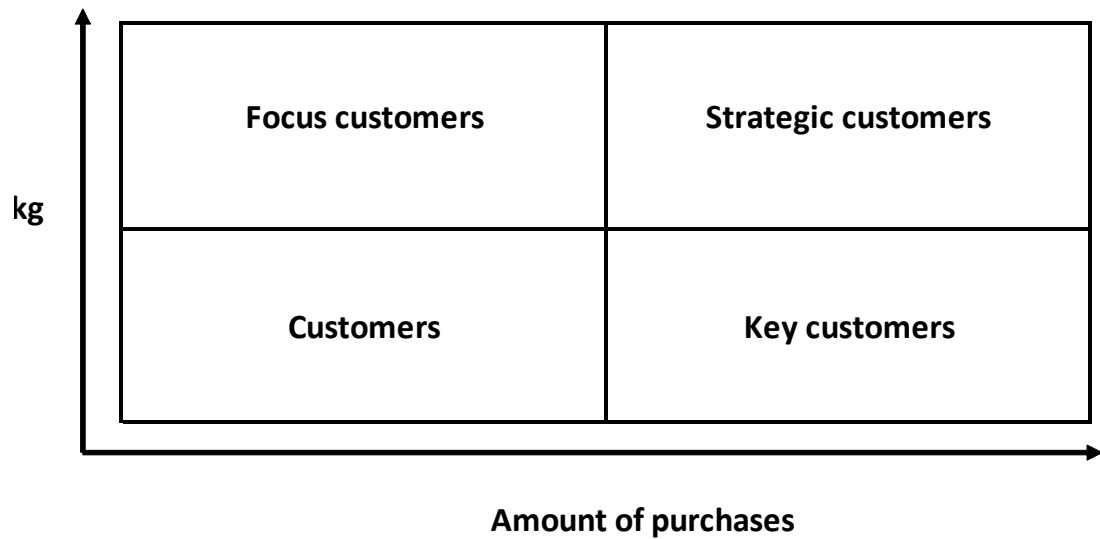 Focus customers
Strategic customers
kg
Customers
Key customers
Amount of purchases